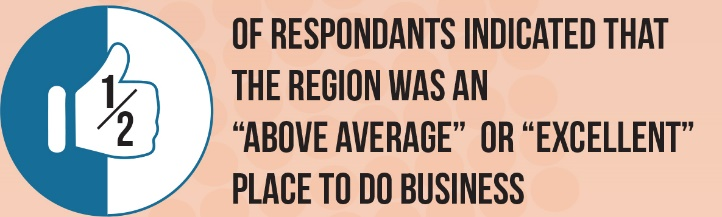 1/2
OF RESPONDANTS INDICATED THAT
THE REGION WAS AN
“ABOVE AVERAGE” OR “EXCELLENT”
PLACE TO DO BUSINESS